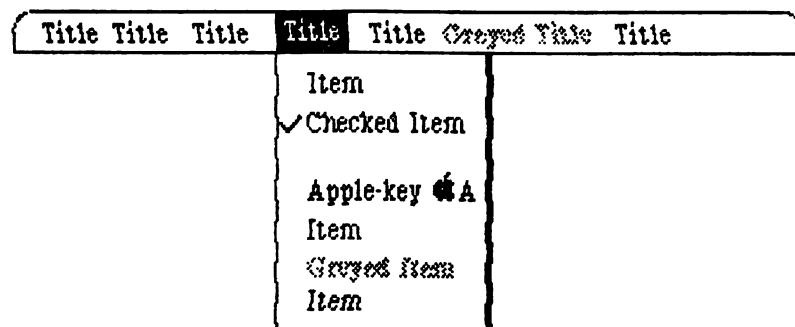 Title Title Title Title Title Greyed Title Title
Item
✓Checked Item
Apple-key A
Item
Greyed Item
Item